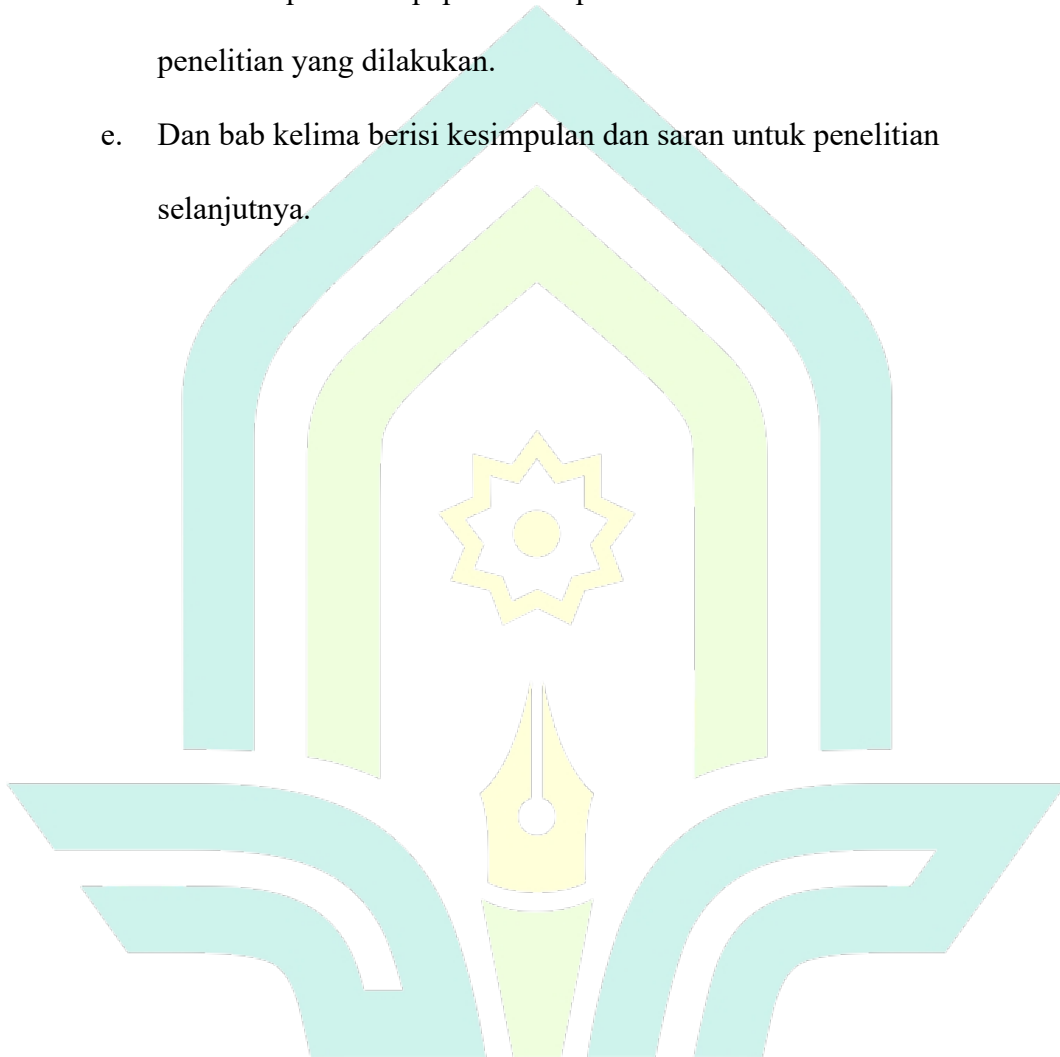 penelitian yang dilakukan.
e. Dan bab kelima berisi kesimpulan dan saran untuk penelitian
selanjutnya.